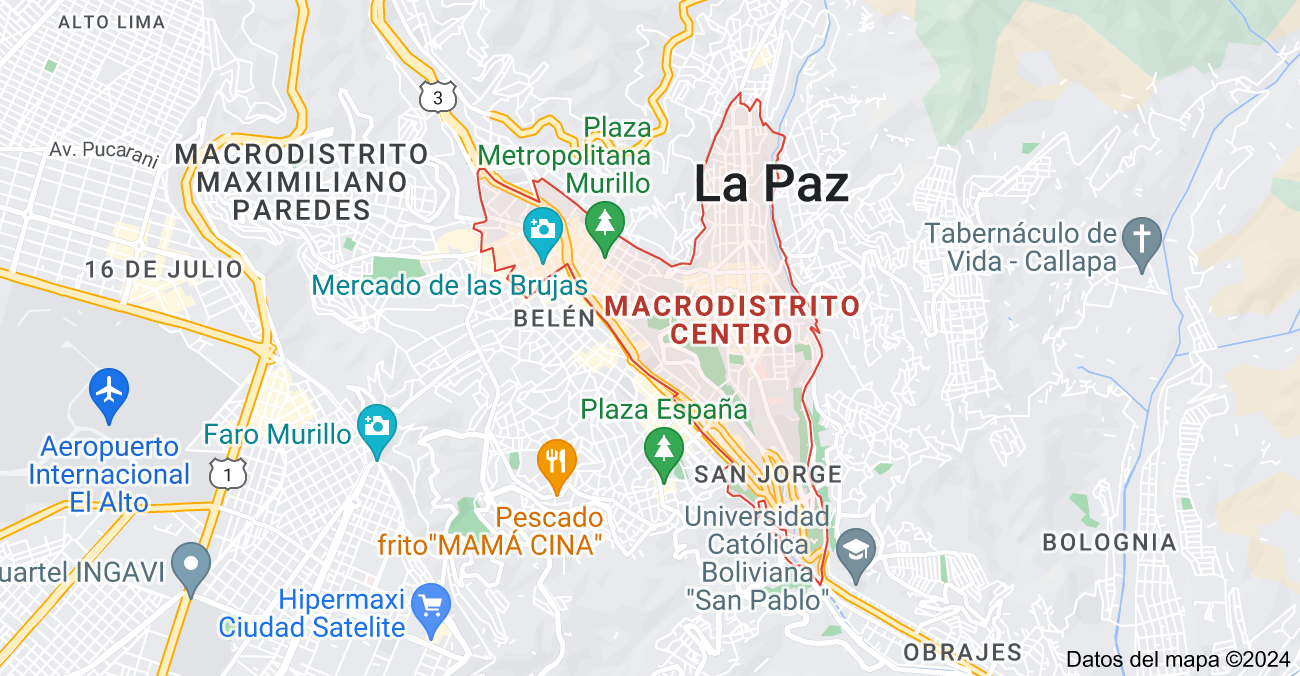 ALTO LIMA
3
Plaza
Metropolitana
Murillo
Av. Pucarani
MACRODISTRITO
MAXIMILIANO
PAREDES
La Paz
Tabernáculo de
Vida - Callapa
16 DE JULIO
Mercado de las Brujas
BELÉN
MACRODISTRITO
CENTRO
Plaza España
Faro Murillo
Aeropuerto
Internacional
El Alto
1
SAN JORGE
Pescado
frito"MAMÁ CINA"
Universidad
Católica
Boliviana
"San Pablo"
BOLOGNIA
uartel INGAVI
Hipermaxi
Ciudad Satelite
OBRAJES
Datos del mapa ©2024